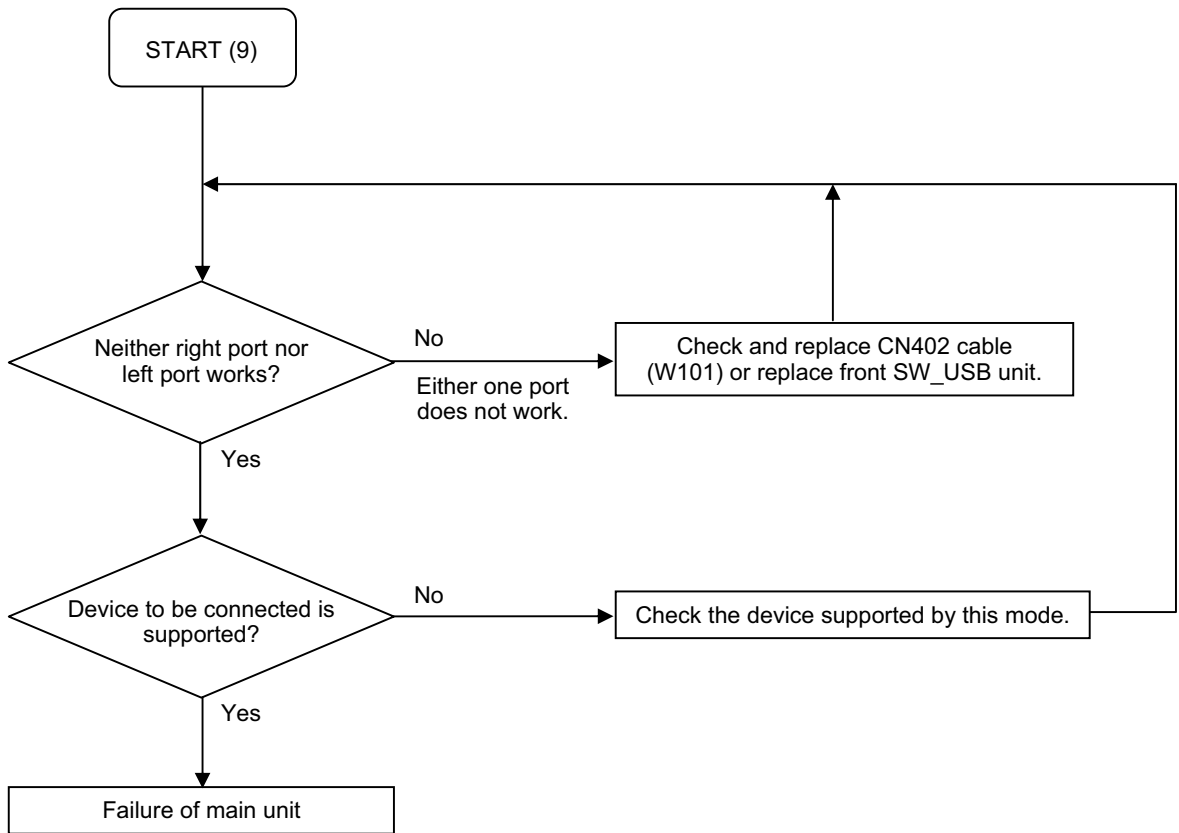 START (9)
Neither right port nor
left port works?
No
Either one port
does not work.
Check and replace CN402 cable
(W101) or replace front SW_USB unit.
Yes
Device to be connected is
supported?
No
Check the device supported by this mode.
Yes
Failure of main unit